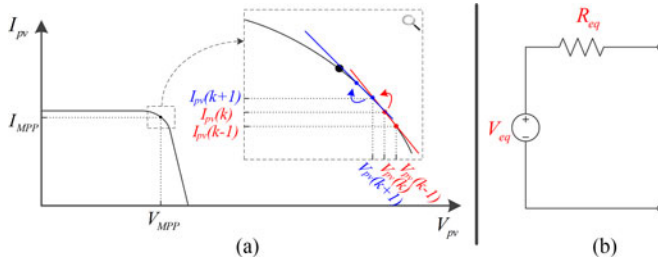 I_pv
I_MPP
V_MPP
V_pv
I_pv(k+1)
I_pv(k)
I_pv(k-1)
V_pv(k+1)
V_pv(k)
V_pv(k-1)
(a)
R_eq
V_eq
+
-
(b)